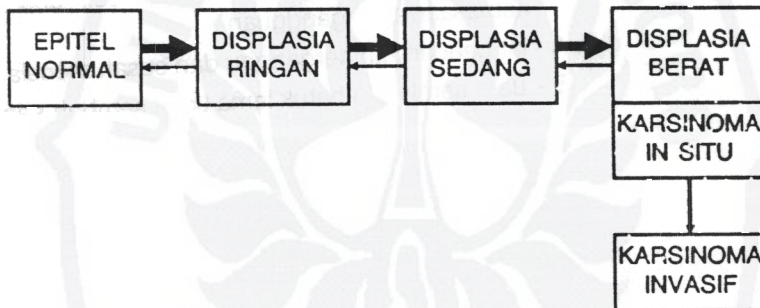 EPITEL
NORMAL
DISPLASIA
RINGAN
DISPLASIA
SEDANG
DISPLASIA
BERAT
KARSINOMA
IN SITU
KARSINOMA
INVASIF